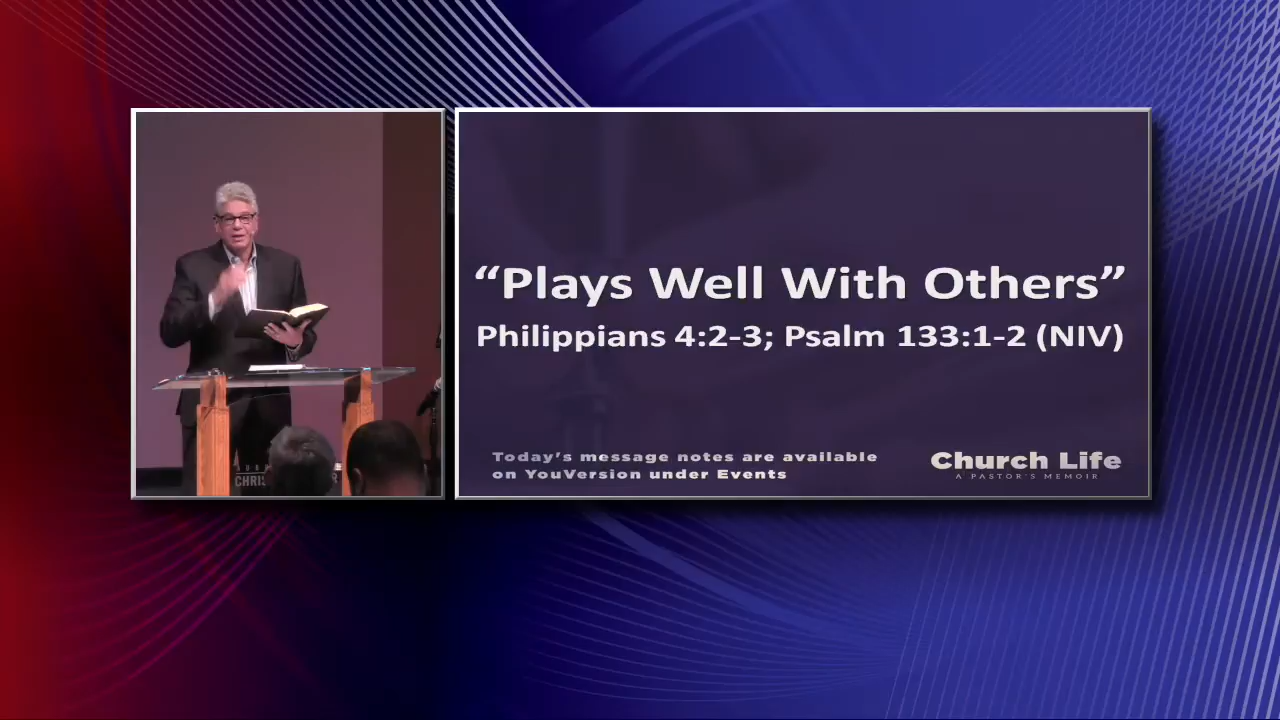 “Plays Well With Others”
Philippians 4:2-3; Psalm 133:1-2 (NIV)
Today’s message notes are available
on YouVersion under Events
Church Life
A PASTOR'S MEMOIR